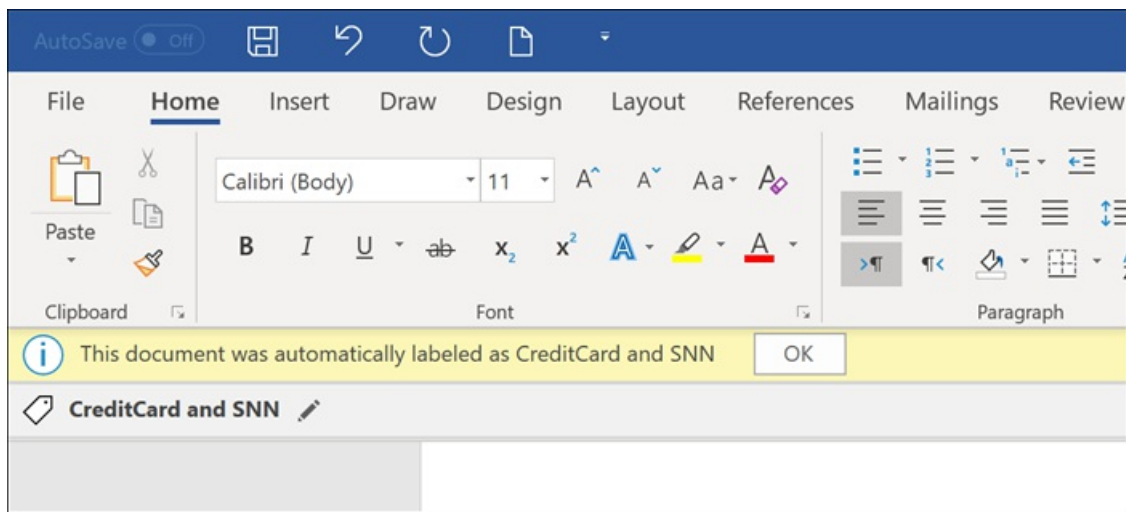 AutoSave Off
File Home Insert Draw Design Layout References Mailings Review
Paste
Calibri (Body) 11 A^ A˅ Aa A
B I U ab x₂ x² A A
Clipboard Font Paragraph
This document was automatically labeled as CreditCard and SNN OK
CreditCard and SNN